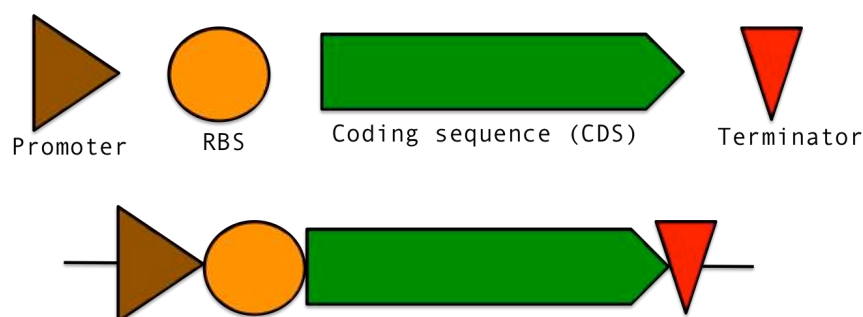 Promoter
RBS
Coding sequence (CDS)
Terminator